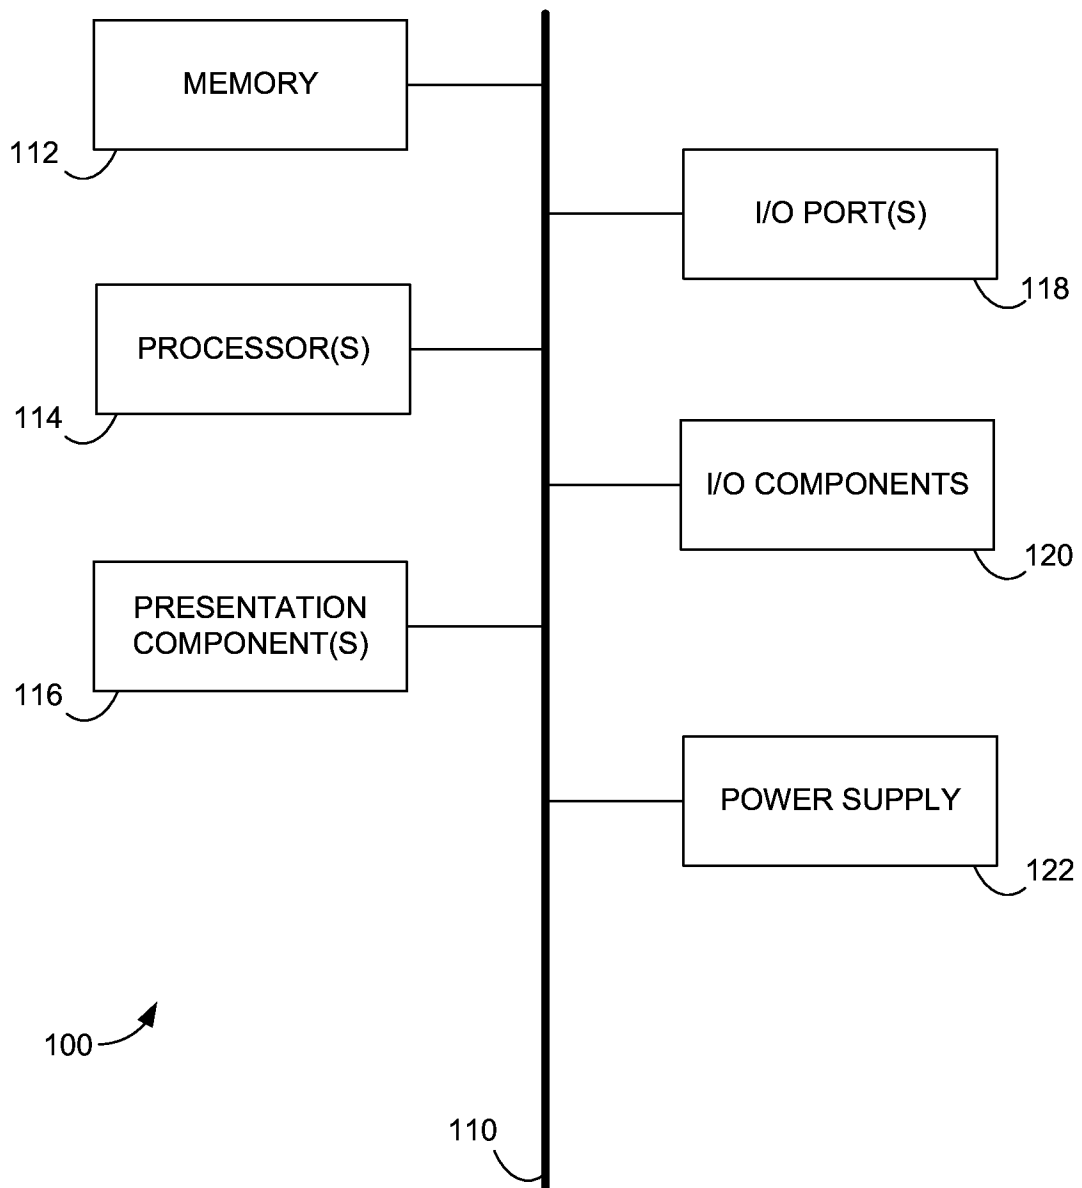 MEMORY
112
I/O PORT(S)
118
PROCESSOR(S)
114
I/O COMPONENTS
120
PRESENTATION
COMPONENT(S)
116
POWER SUPPLY
122
100
110